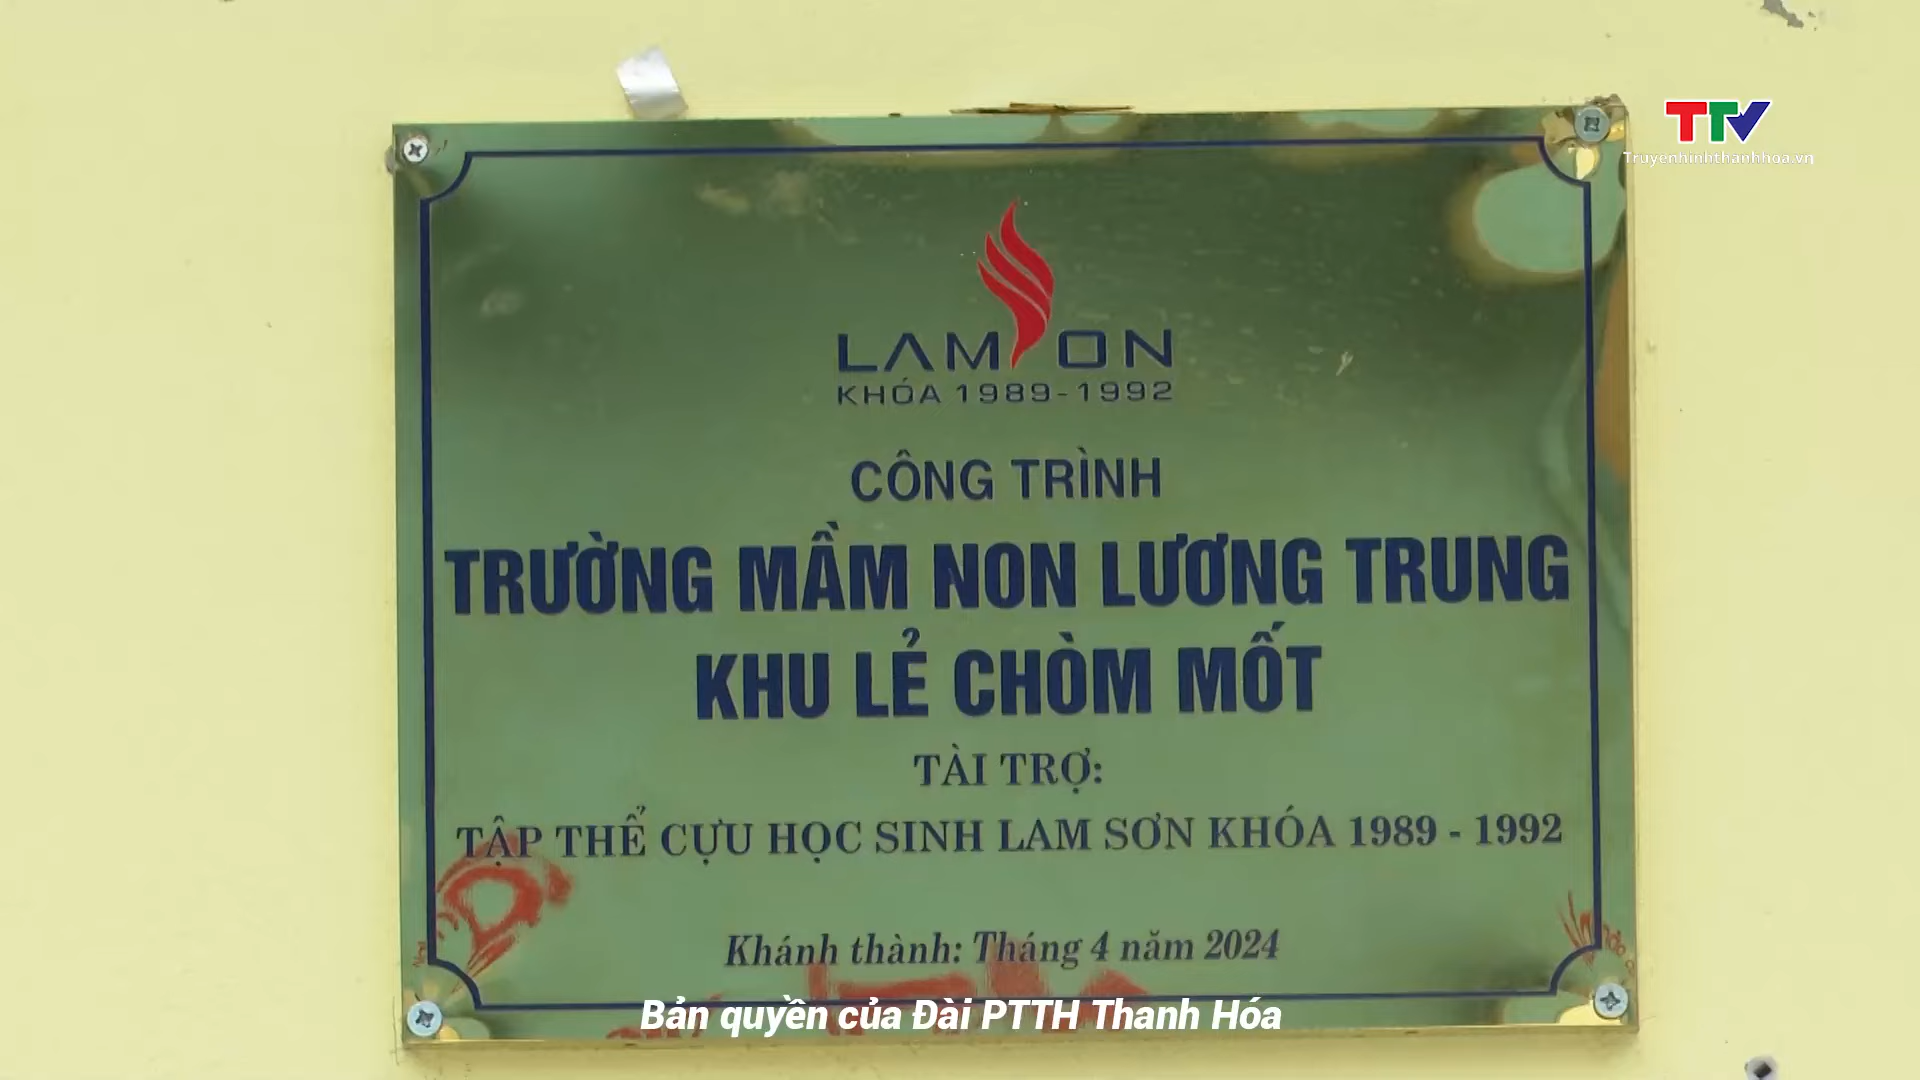 TTV
Truyenhinhthanhhoa.vn
LAM SON
KHÓA 1989-1992
CÔNG TRÌNH
TRƯỜNG MẦM NON LƯƠNG TRUNG
KHU LẺ CHÒM MỐT
TÀI TRỢ:
TẬP THỂ CỰU HỌC SINH LAM SƠN KHÓA 1989 - 1992
Khánh thành: Tháng 4 năm 2024
Bản quyền của Đài PTTH Thanh Hóa